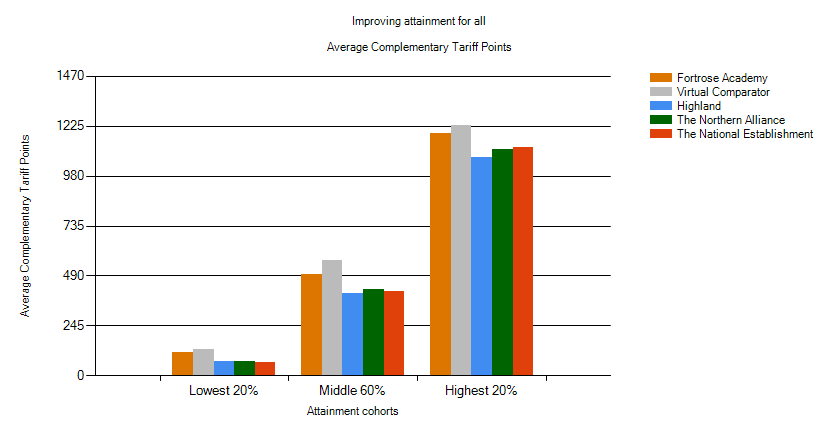 Improving attainment for all
Average Complementary Tariff Points
1470
1225
980
735
490
245
0
Average Complementary Tariff Points
Lowest 20%
Middle 60%
Highest 20%
Attainment cohorts
Fortrose Academy
Virtual Comparator
Highland
The Northern Alliance
The National Establishment